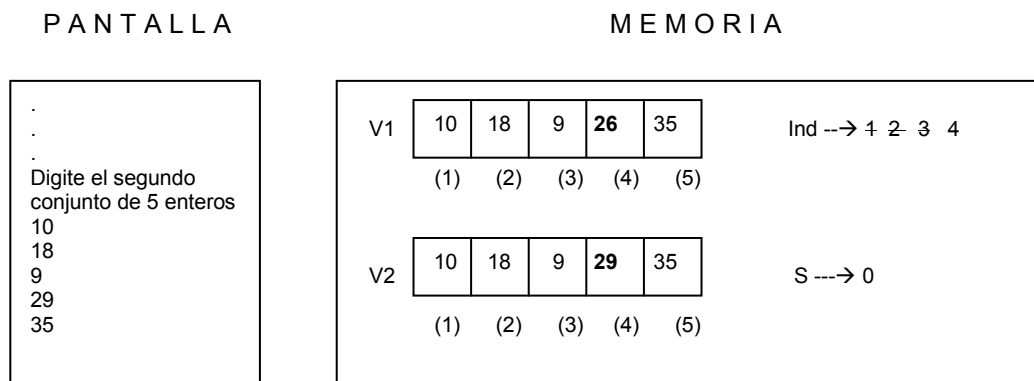 P A N T A L L A
M E M O R I A
.
.
.
Digite el segundo
conjunto de 5 enteros
10
18
9
29
35
V1 10 18 9 26 35 Ind --→ 1 2 3 4
(1) (2) (3) (4) (5)
V2 10 18 9 29 35 S ---→ 0
(1) (2) (3) (4) (5)